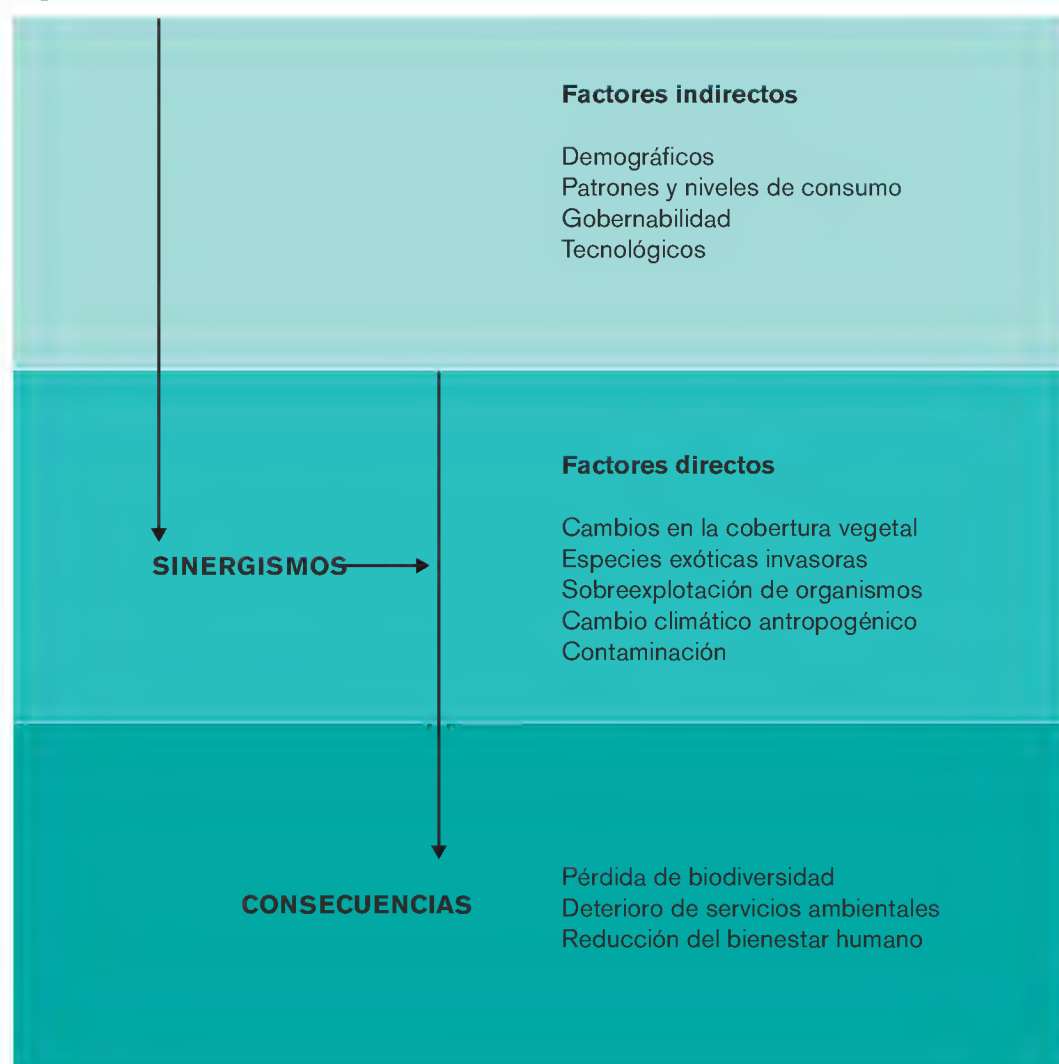 Factores indirectos
Demográficos
Patrones y niveles de consumo
Gobernabilidad
Tecnológicos
Factores directos
Cambios en la cobertura vegetal
Especies exóticas invasoras
SINERGISMOS
Sobreexplotación de organismos
Cambio climático antropogénico
Contaminación
CONSECUENCIAS
Pérdida de biodiversidad
Deterioro de servicios ambientales
Reducción del bienestar humano